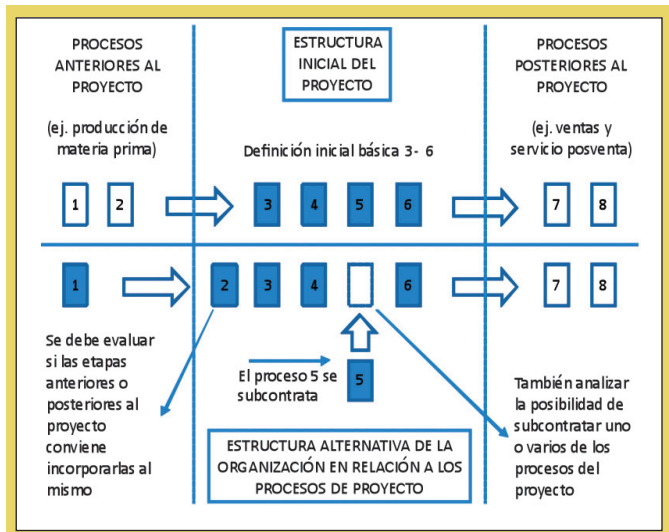 PROCESOS
ANTERIORES AL
PROYECTO
(ej. producción de
materia prima)
ESTRUCTURA
INICIAL DEL
PROYECTO
Definición inicial básica 3- 6
PROCESOS
POSTERIORES AL
PROYECTO
(ej. ventas y
servicio posventa)
1 2 3 4 5 6 7 8
1 2 3 4 6 7 8
Se debe evaluar
si las etapas
anteriores o
posteriores al
proyecto
conviene
incorporarlas al
mismo
El proceso 5 se
subcontrata
5
ESTRUCTURA ALTERNATIVA DE LA
ORGANIZACIÓN EN RELACIÓN A LOS
PROCESOS DE PROYECTO
También analizar
la posibilidad de
subcontratar uno
o varios de los
procesos del
proyecto